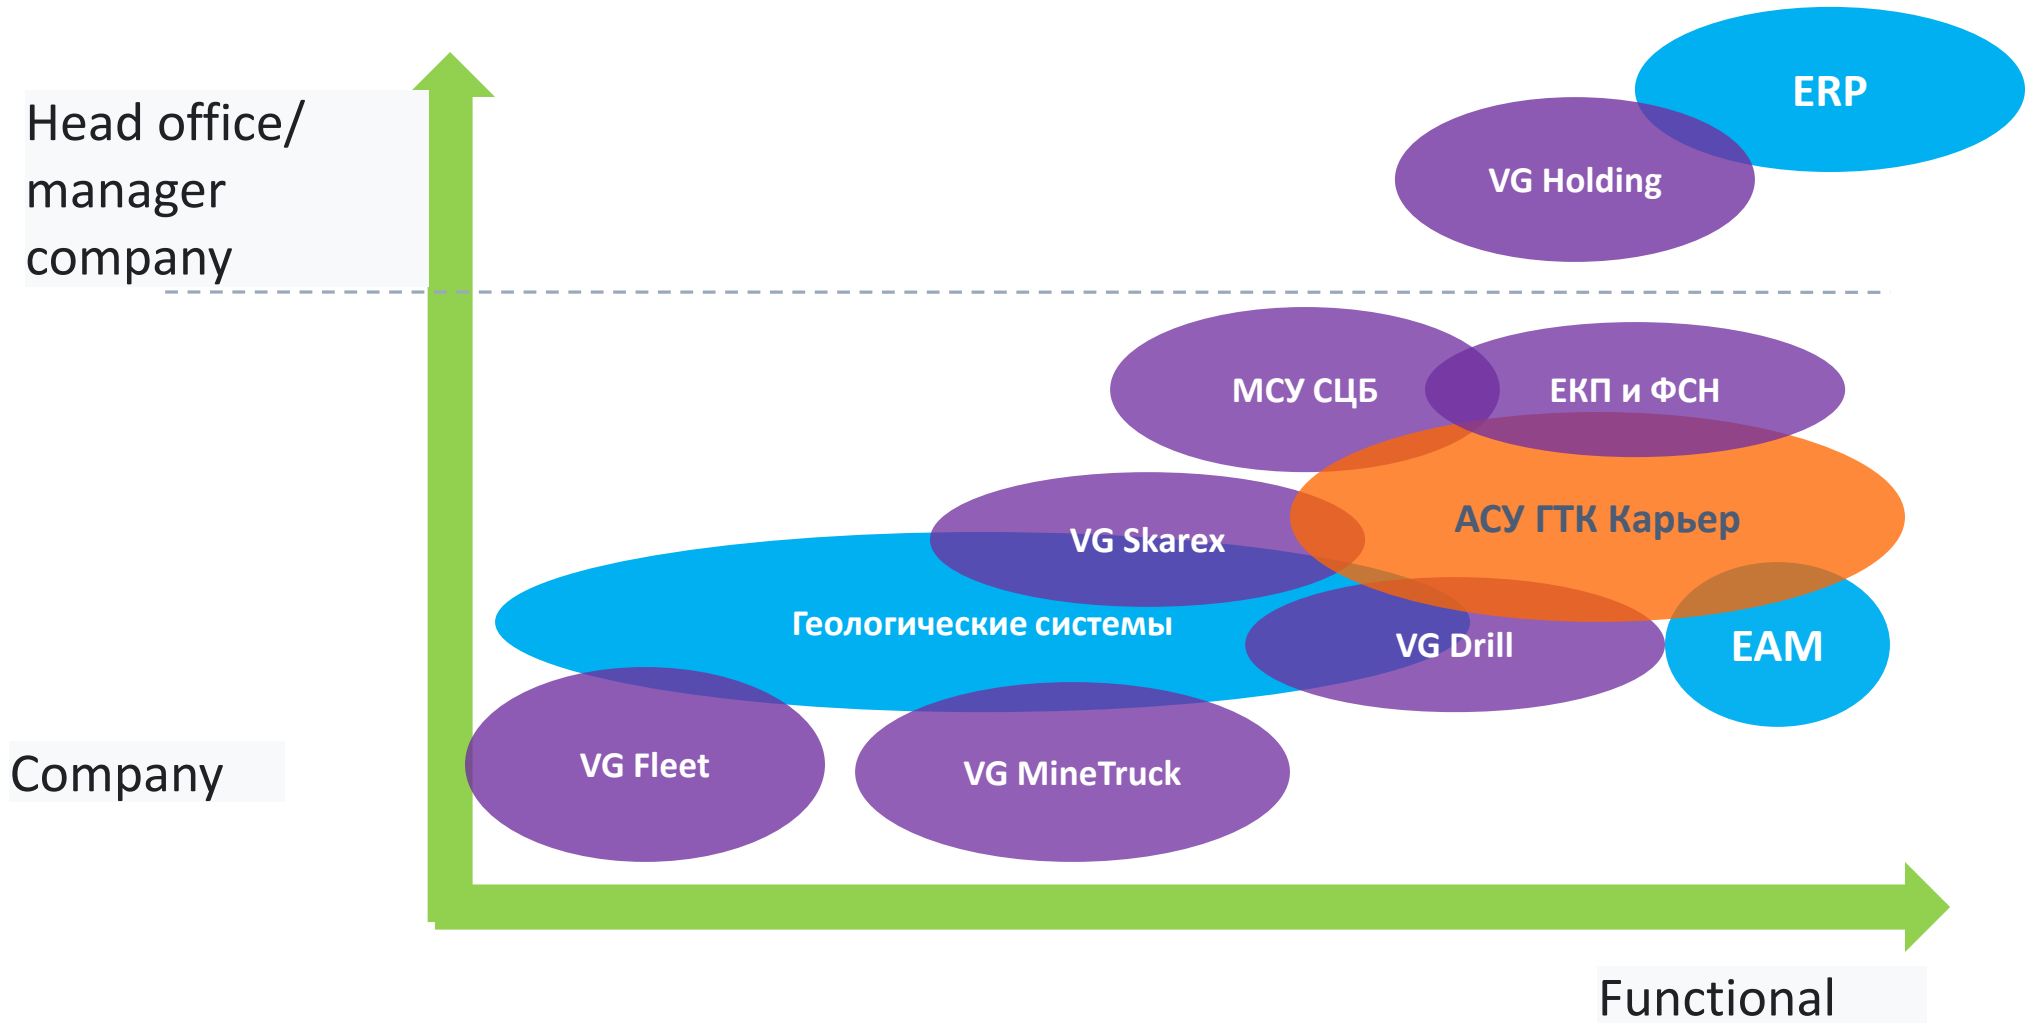 Head office/
manager
company
ERP
VG Holding
МСУ СЦБ
ЕКП и ФСН
АСУ ГТК Карьер
VG Skarex
Геологические системы
VG Drill
EAM
VG Fleet
VG MineTruck
Company
Functional